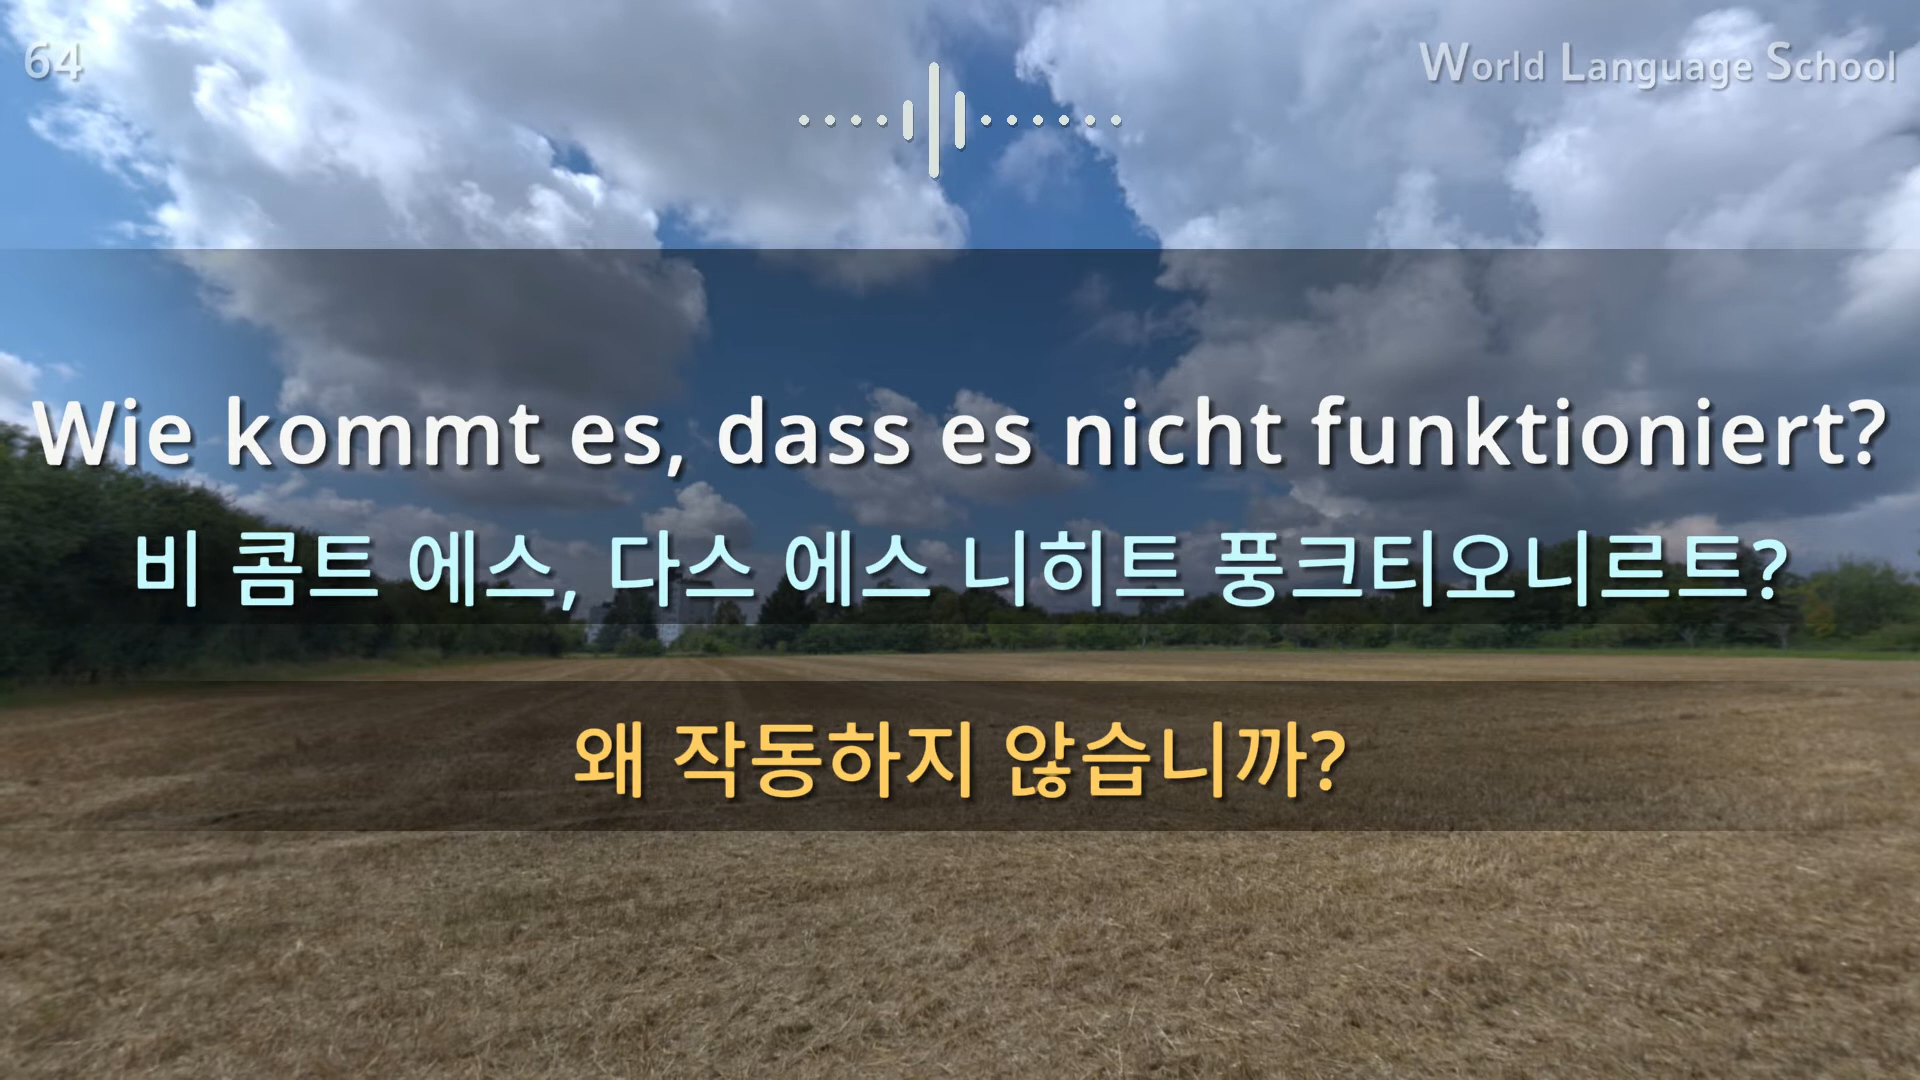 64
World Language School
Wie kommt es, dass es nicht funktioniert?
비 콤트 에스, 다스 에스 니히트 풍크티오니르트?
왜 작동하지 않습니까?